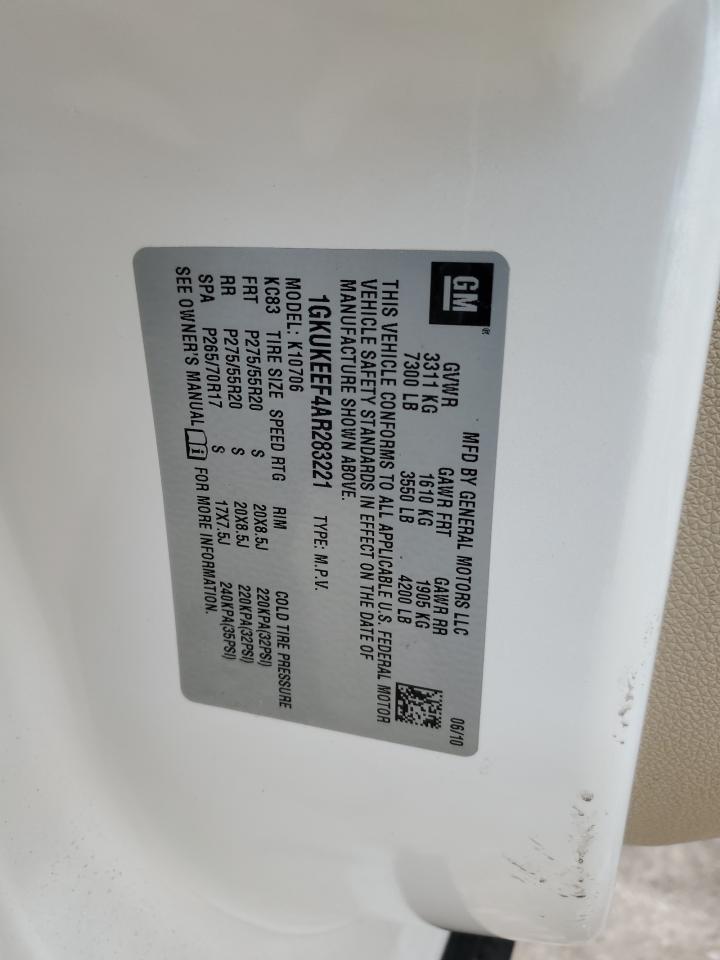 GM ®
MFD BY GENERAL MOTORS LLC 06/10
GVWR GAWR FRT GAWR RR
3311 KG 1610 KG 1905 KG
7300 LB 3550 LB 4200 LB
THIS VEHICLE CONFORMS TO ALL APPLICABLE U.S. FEDERAL MOTOR
VEHICLE SAFETY STANDARDS IN EFFECT ON THE DATE OF
MANUFACTURE SHOWN ABOVE.
1GKUKEEF4AR283221 TYPE: M.P.V.
MODEL: K10706
KC83 TIRE SIZE SPEED RTG RIM COLD TIRE PRESSURE
FRT P275/55R20 S 20X8.5J 220KPA(32PSI)
RR P275/55R20 S 20X8.5J 220KPA(32PSI)
SPA P265/70R17 S 17X7.5J 240KPA(35PSI)
SEE OWNER'S MANUAL i FOR MORE INFORMATION.